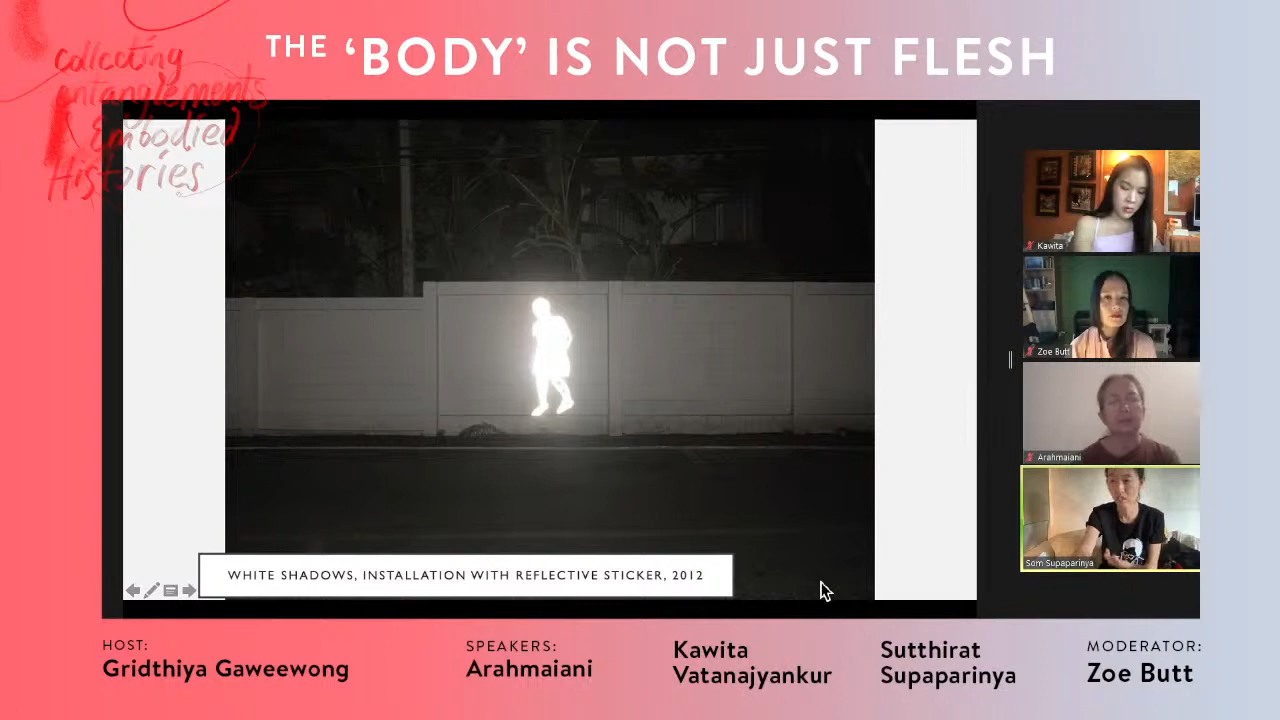 THE ‘BODY’ IS NOT JUST FLESH
collecting
entanglements
Embodied
Histories
Kawita
Zoe Butt
Arahmaiani
Som Supaparinya
WHITE SHADOWS, INSTALLATION WITH REFLECTIVE STICKER, 2012
HOST:
Gridthiya Gaweewong
SPEAKERS:
Arahmaiani
Kawita
Vatanajyankur
Sutthirat
Supaparinya
MODERATOR:
Zoe Butt